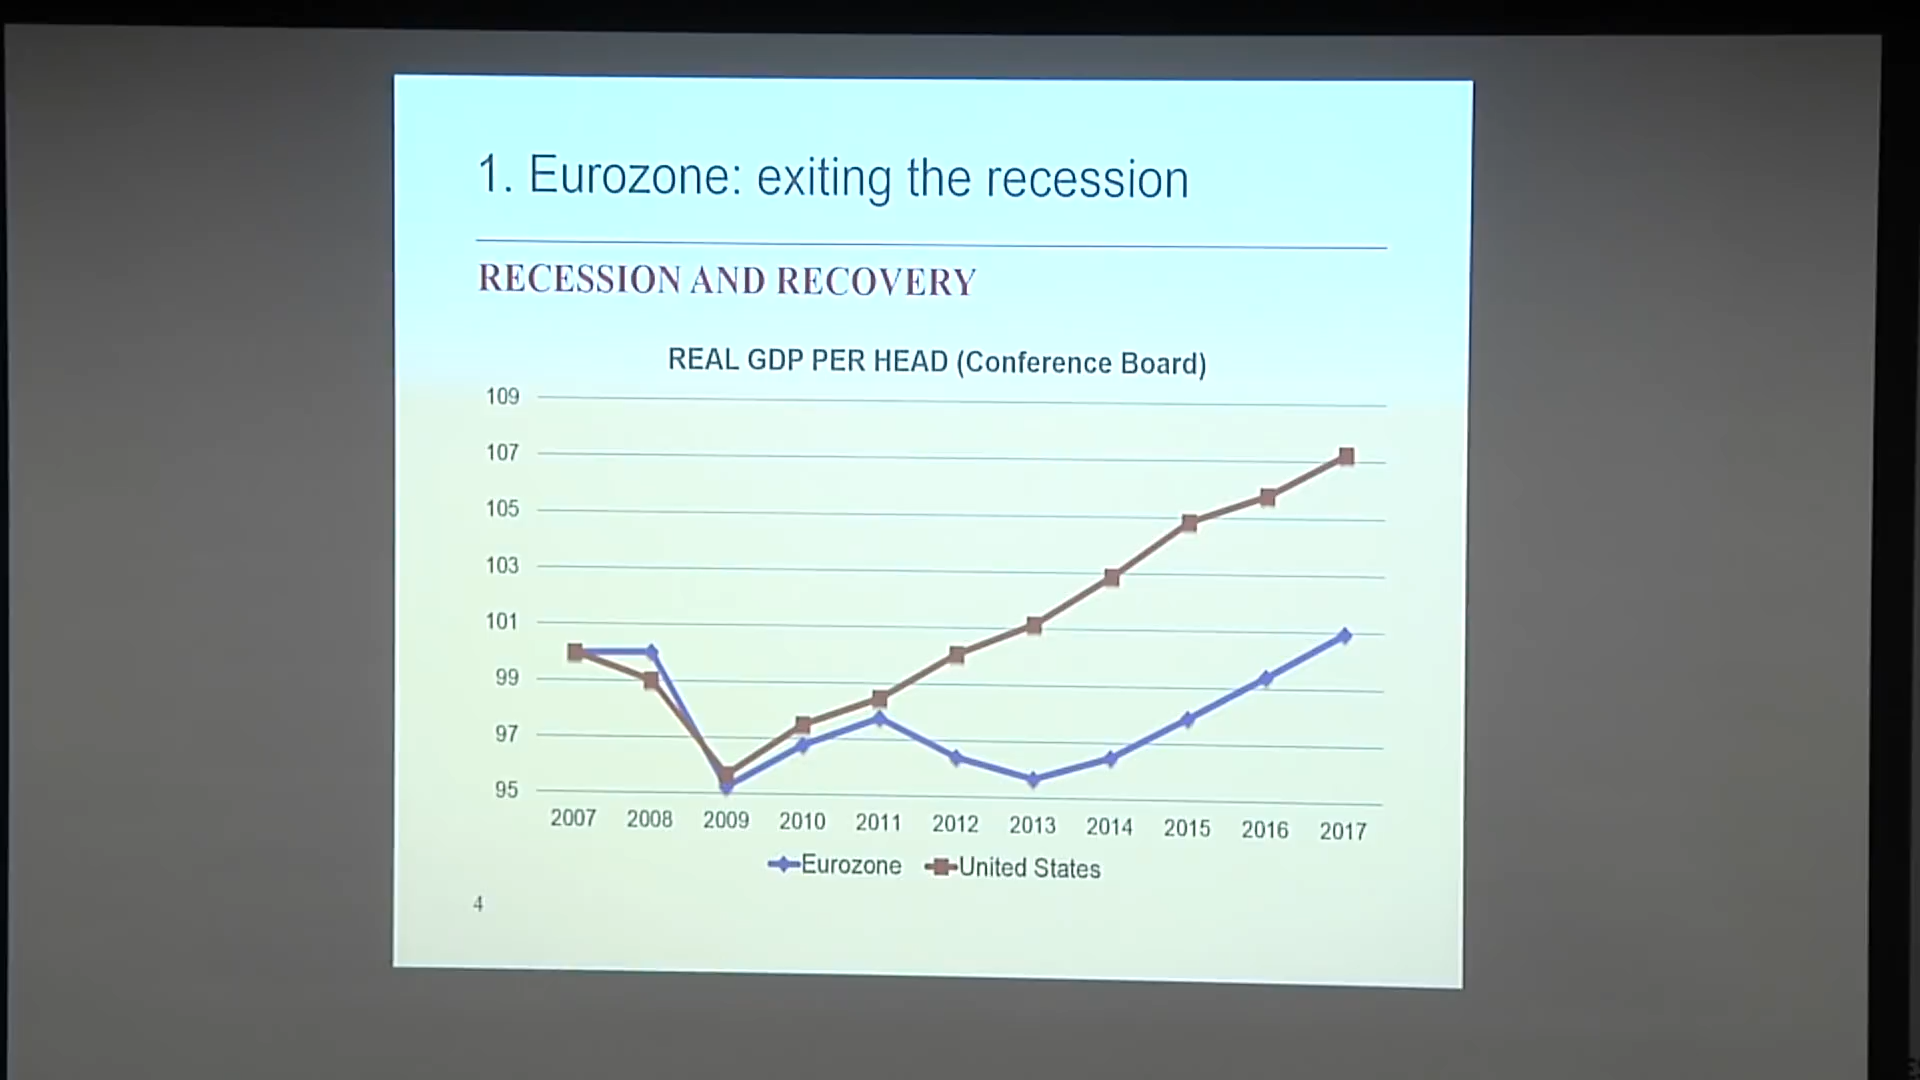 1. Eurozone: exiting the recession
RECESSION AND RECOVERY
REAL GDP PER HEAD (Conference Board)
109
107
105
103
101
99
97
95
2007 2008 2009 2010 2011 2012 2013 2014 2015 2016 2017
Eurozone United States
4